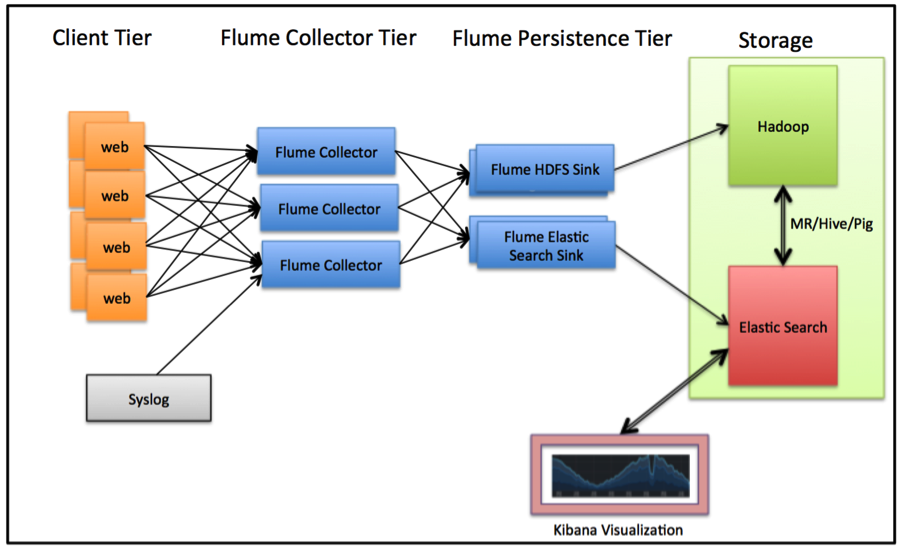 Client Tier
Flume Collector Tier
Flume Persistence Tier
Storage
web
web
web
web
Syslog
Flume Collector
Flume Collector
Flume Collector
Flume HDFS Sink
Flume Elastic
Search Sink
Hadoop
MR/Hive/Pig
Elastic Search
Kibana Visualization